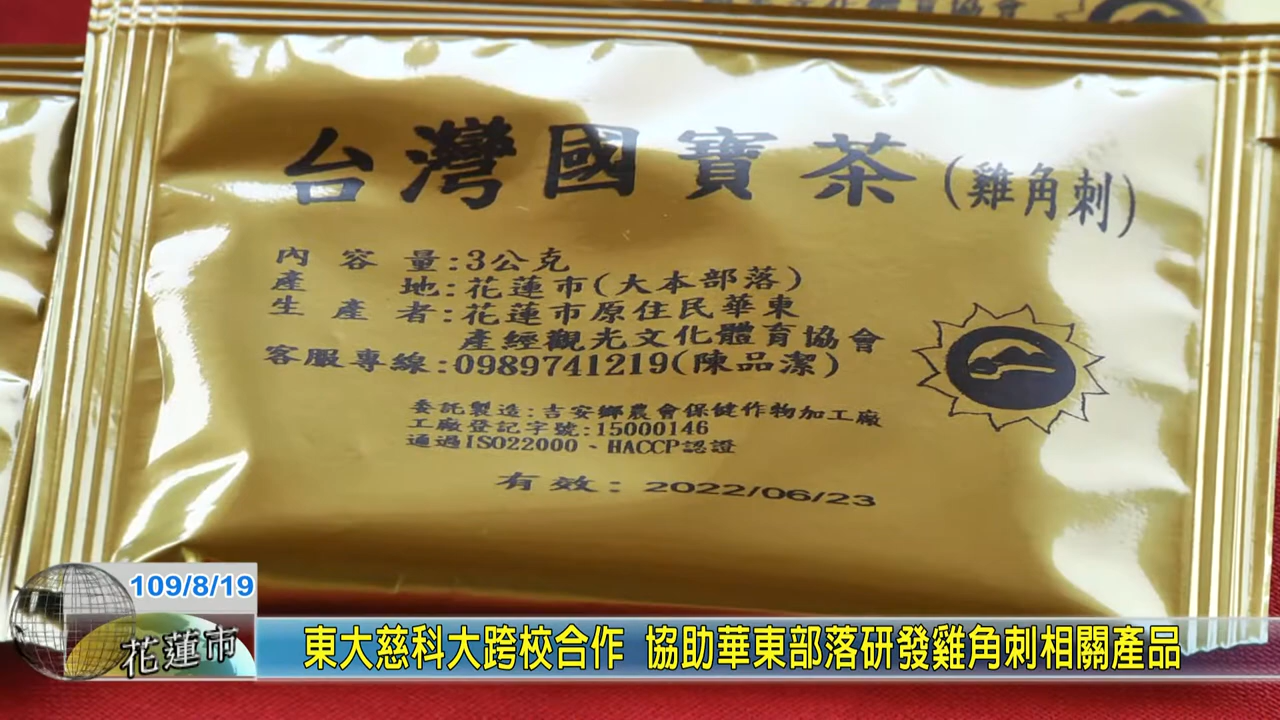 體育協會
台灣國寶茶(雞角刺)
內容量:3公克
產地:花蓮市(大本部落)
生產者:花蓮市原住民華東
產經觀光文化體育協會
客服專線:0989741219(陳品潔)
委託製造:吉安鄉農會保健作物加工廠
工廠登記字號:15000146
通過ISO22000、HACCP認證
有效:2022/06/23
109/8/19
花蓮市
東大慈科大跨校合作 協助華東部落研發雞角刺相關產品